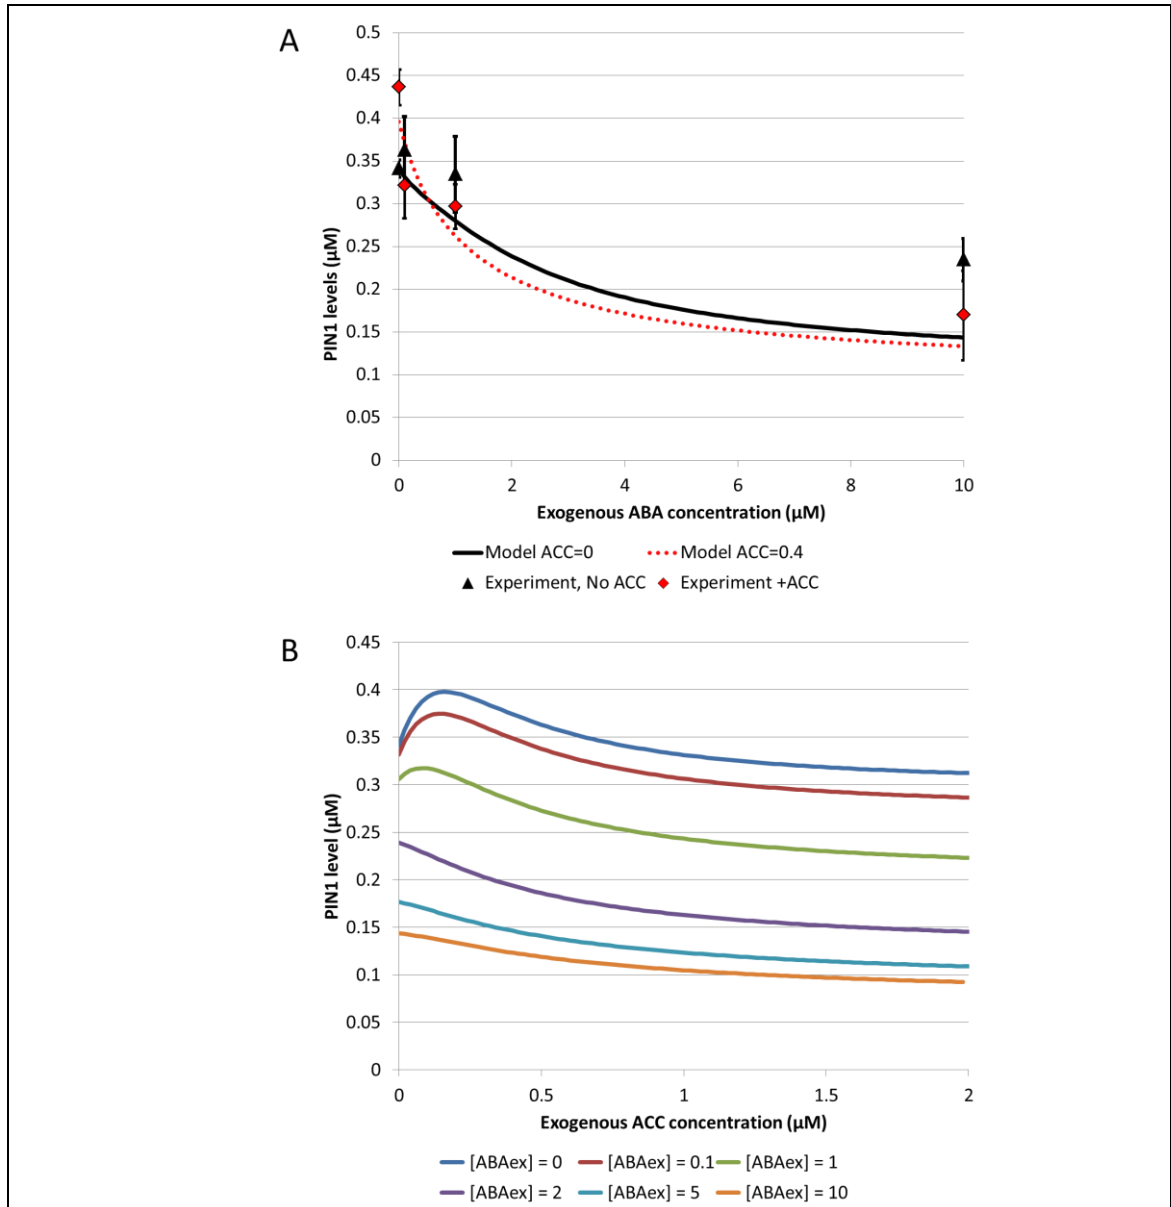 A
0.5
0.45
0.4
0.35
0.3
0.25
0.2
0.15
0.1
0.05
0
PIN1 levels (µM)
0 2 4 6 8 10
Exogenous ABA concentration (µM)
Model ACC=0 Model ACC=0.4
Experiment, No ACC Experiment +ACC
B
0.45
0.4
0.35
0.3
0.25
0.2
0.15
0.1
0.05
0
PIN1 level (µM)
0 0.5 1 1.5 2
Exogenous ACC concentration (µM)
[ABAex] = 0 [ABAex] = 0.1 [ABAex] = 1
[ABAex] = 2 [ABAex] = 5 [ABAex] = 10